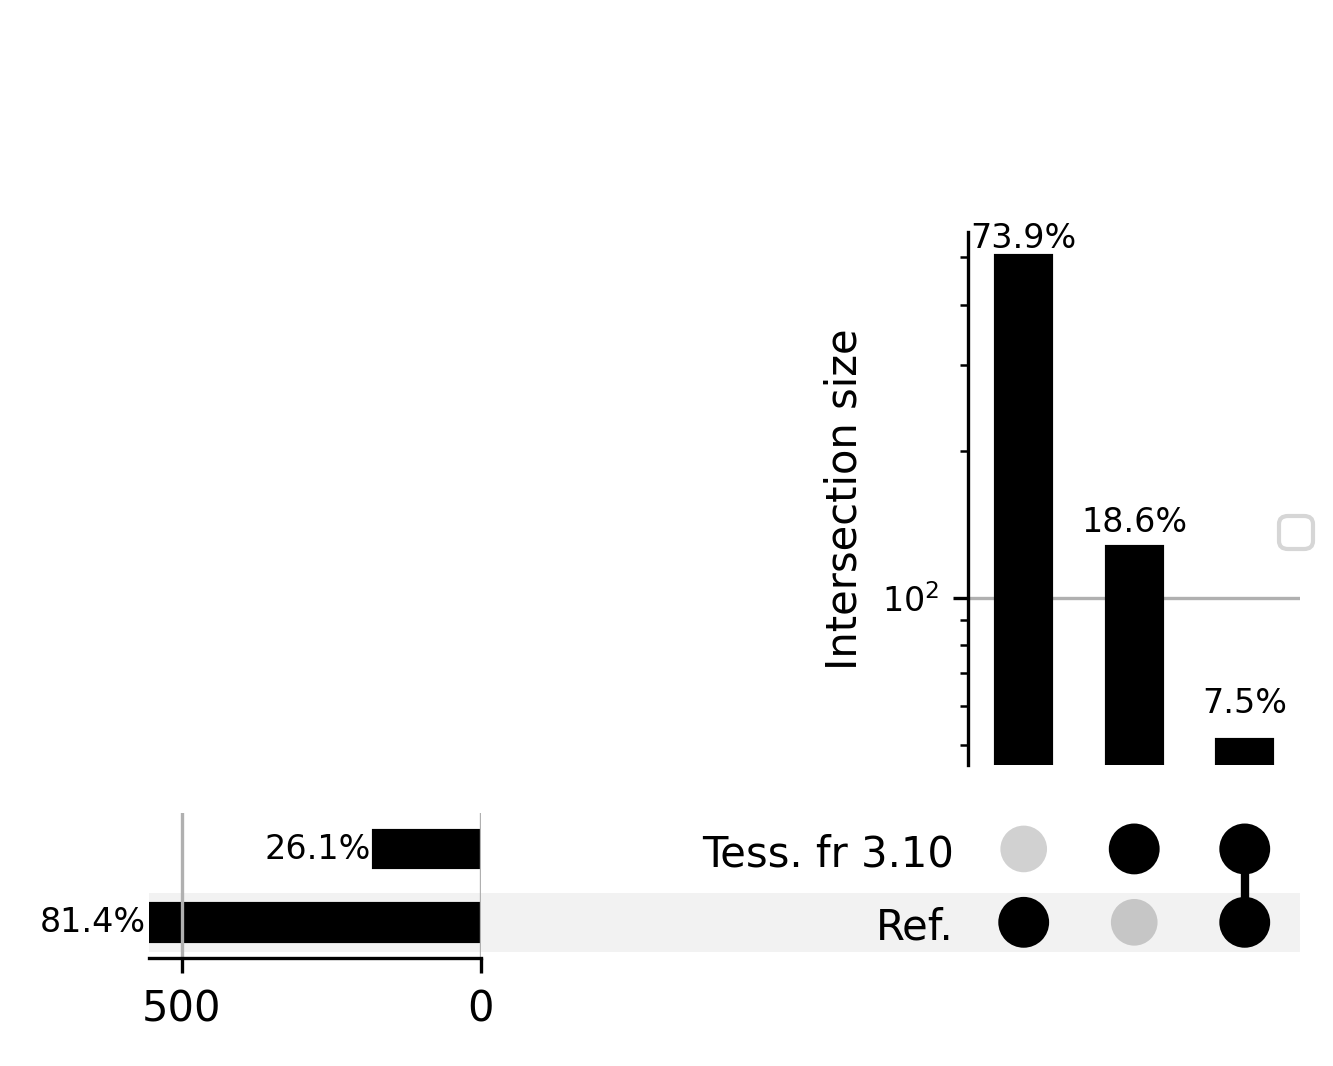 73.9%
18.6%
7.5%
Intersection size
10²
26.1%
Tess. fr 3.10
81.4%
Ref.
500 0